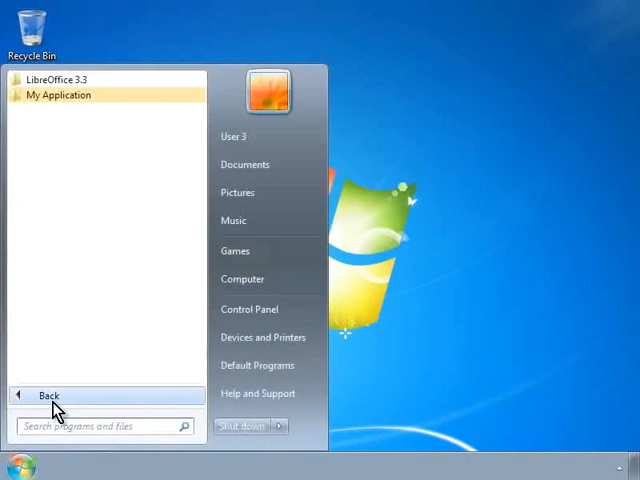 Recycle Bin
LibreOffice 3.3
My Application
User 3
Documents
Pictures
Music
Games
Computer
Control Panel
Devices and Printers
Default Programs
Help and Support
Back
Search programs and files
Shut down